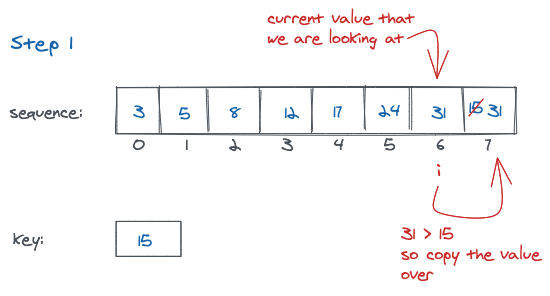 Step 1
current value that
we are looking at
sequence: 3 5 8 12 17 24 31 15 31
0 1 2 3 4 5 6 7
i
key: 15
31 > 15
so copy the value
over